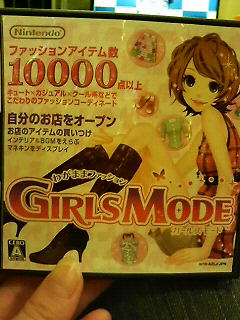 Nintendo
ファッションアイテム数
10000点以上
キュート×カジュアル×クール系などで
こだわりのファッションコーディネート
自分のお店をオープン
お店のアイテムの買いつけ
インテリア&BGMをえらぶ
マネキンをディスプレイ
わがままファッション
GIRLS MODE
ガールズモード
CERO
A